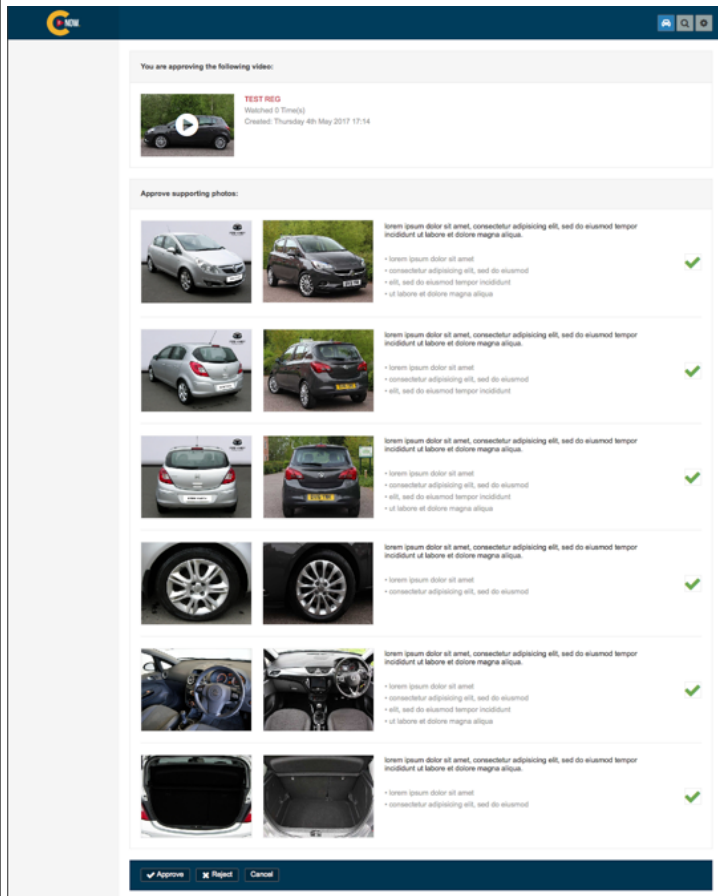 NOW.
You are approving the following video:
TEST REG
Watched 0 Time(s)
Created: Thursday 4th May 2017 17:14
Approve supporting photos:
lorem ipsum dolor sit amet, consectetur adipisicing elit, sed do eiusmod tempor
incididunt ut labore et dolore magna aliqua.
• lorem ipsum dolor sit amet
• consectetur adipisicing elit, sed do eiusmod
• elit, sed do eiusmod tempor incididunt
• ut labore et dolore magna aliqua
lorem ipsum dolor sit amet, consectetur adipisicing elit, sed do eiusmod tempor
incididunt ut labore et dolore magna aliqua.
• lorem ipsum dolor sit amet
• consectetur adipisicing elit, sed do eiusmod
• elit, sed do eiusmod tempor incididunt
lorem ipsum dolor sit amet, consectetur adipisicing elit, sed do eiusmod tempor
incididunt ut labore et dolore magna aliqua.
• lorem ipsum dolor sit amet
• consectetur adipisicing elit, sed do eiusmod
• elit, sed do eiusmod tempor incididunt
• ut labore et dolore magna aliqua
lorem ipsum dolor sit amet, consectetur adipisicing elit, sed do eiusmod tempor
incididunt ut labore et dolore magna aliqua.
• lorem ipsum dolor sit amet
• consectetur adipisicing elit, sed do eiusmod
lorem ipsum dolor sit amet, consectetur adipisicing elit, sed do eiusmod tempor
incididunt ut labore et dolore magna aliqua.
• lorem ipsum dolor sit amet
• consectetur adipisicing elit, sed do eiusmod
• elit, sed do eiusmod tempor incididunt
• ut labore et dolore magna aliqua
lorem ipsum dolor sit amet, consectetur adipisicing elit, sed do eiusmod tempor
incididunt ut labore et dolore magna aliqua.
• lorem ipsum dolor sit amet
• consectetur adipisicing elit, sed do eiusmod
Approve Reject Cancel